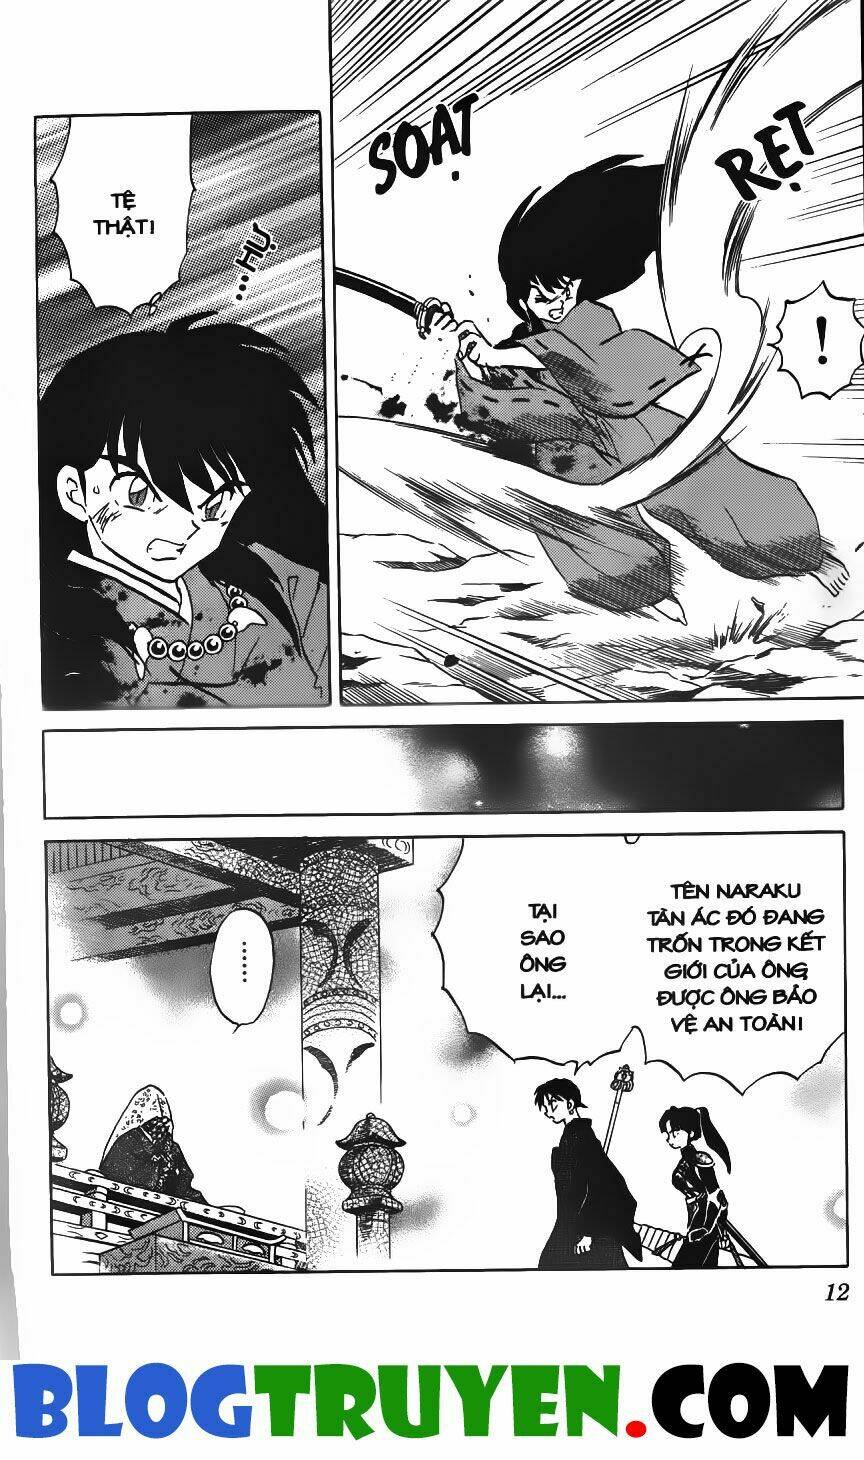 SOẠT
RẸT
!
TỆ
THẬT!
...HỰ
TÊN NARAKU
TÀN ÁC ĐÓ ĐANG
TRỐN TRONG KẾT
GIỚI CỦA ÔNG,
ĐƯỢC ÔNG BẢO
VỆ AN TOÀN!
TẠI
SAO
ÔNG
LẠI...
......
12
BLOGTRUYEN.COM